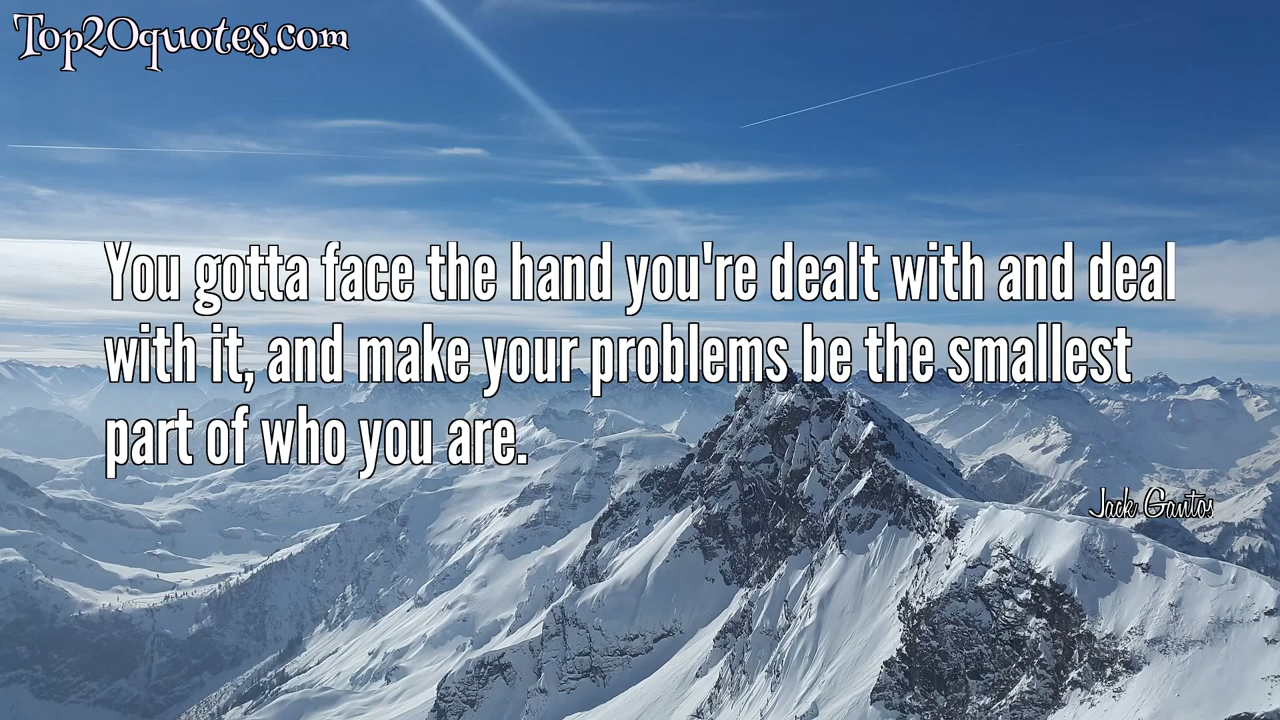 Top20quotes.com
You gotta face the hand you're dealt with and deal
with it, and make your problems be the smallest
part of who you are.
Jack Gantos